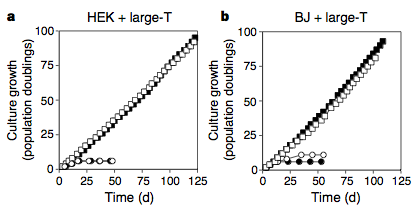 a HEK + large-T
Culture growth
(population doublings)
100
75
50
25
0
0 25 50 75 100 125
Time (d)
b BJ + large-T
Culture growth
(population doublings)
100
75
50
25
0
0 25 50 75 100 125
Time (d)